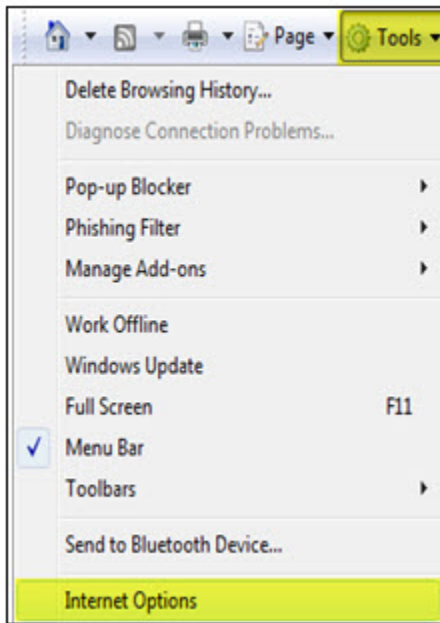 Page Tools
Delete Browsing History...
Diagnose Connection Problems...
Pop-up Blocker
Phishing Filter
Manage Add-ons
Work Offline
Windows Update
Full Screen F11
Menu Bar
Toolbars
Send to Bluetooth Device...
Internet Options